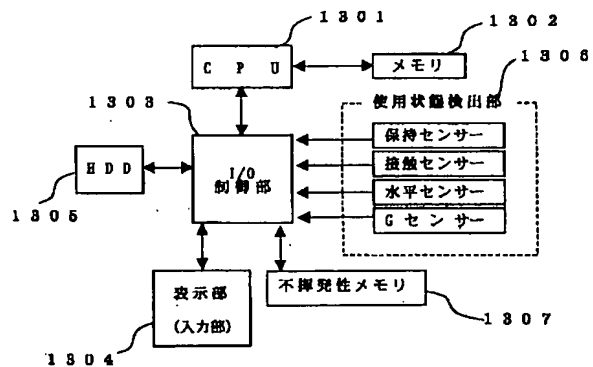 1301
1302
CPU
メモリ
1306
1303
使用状態検出部
保持センサー
I/O
制御部
接触センサー
HDD
水平センサー
1305
Gセンサー
表示部
(入力部)
不揮発性メモリ
1304
1307